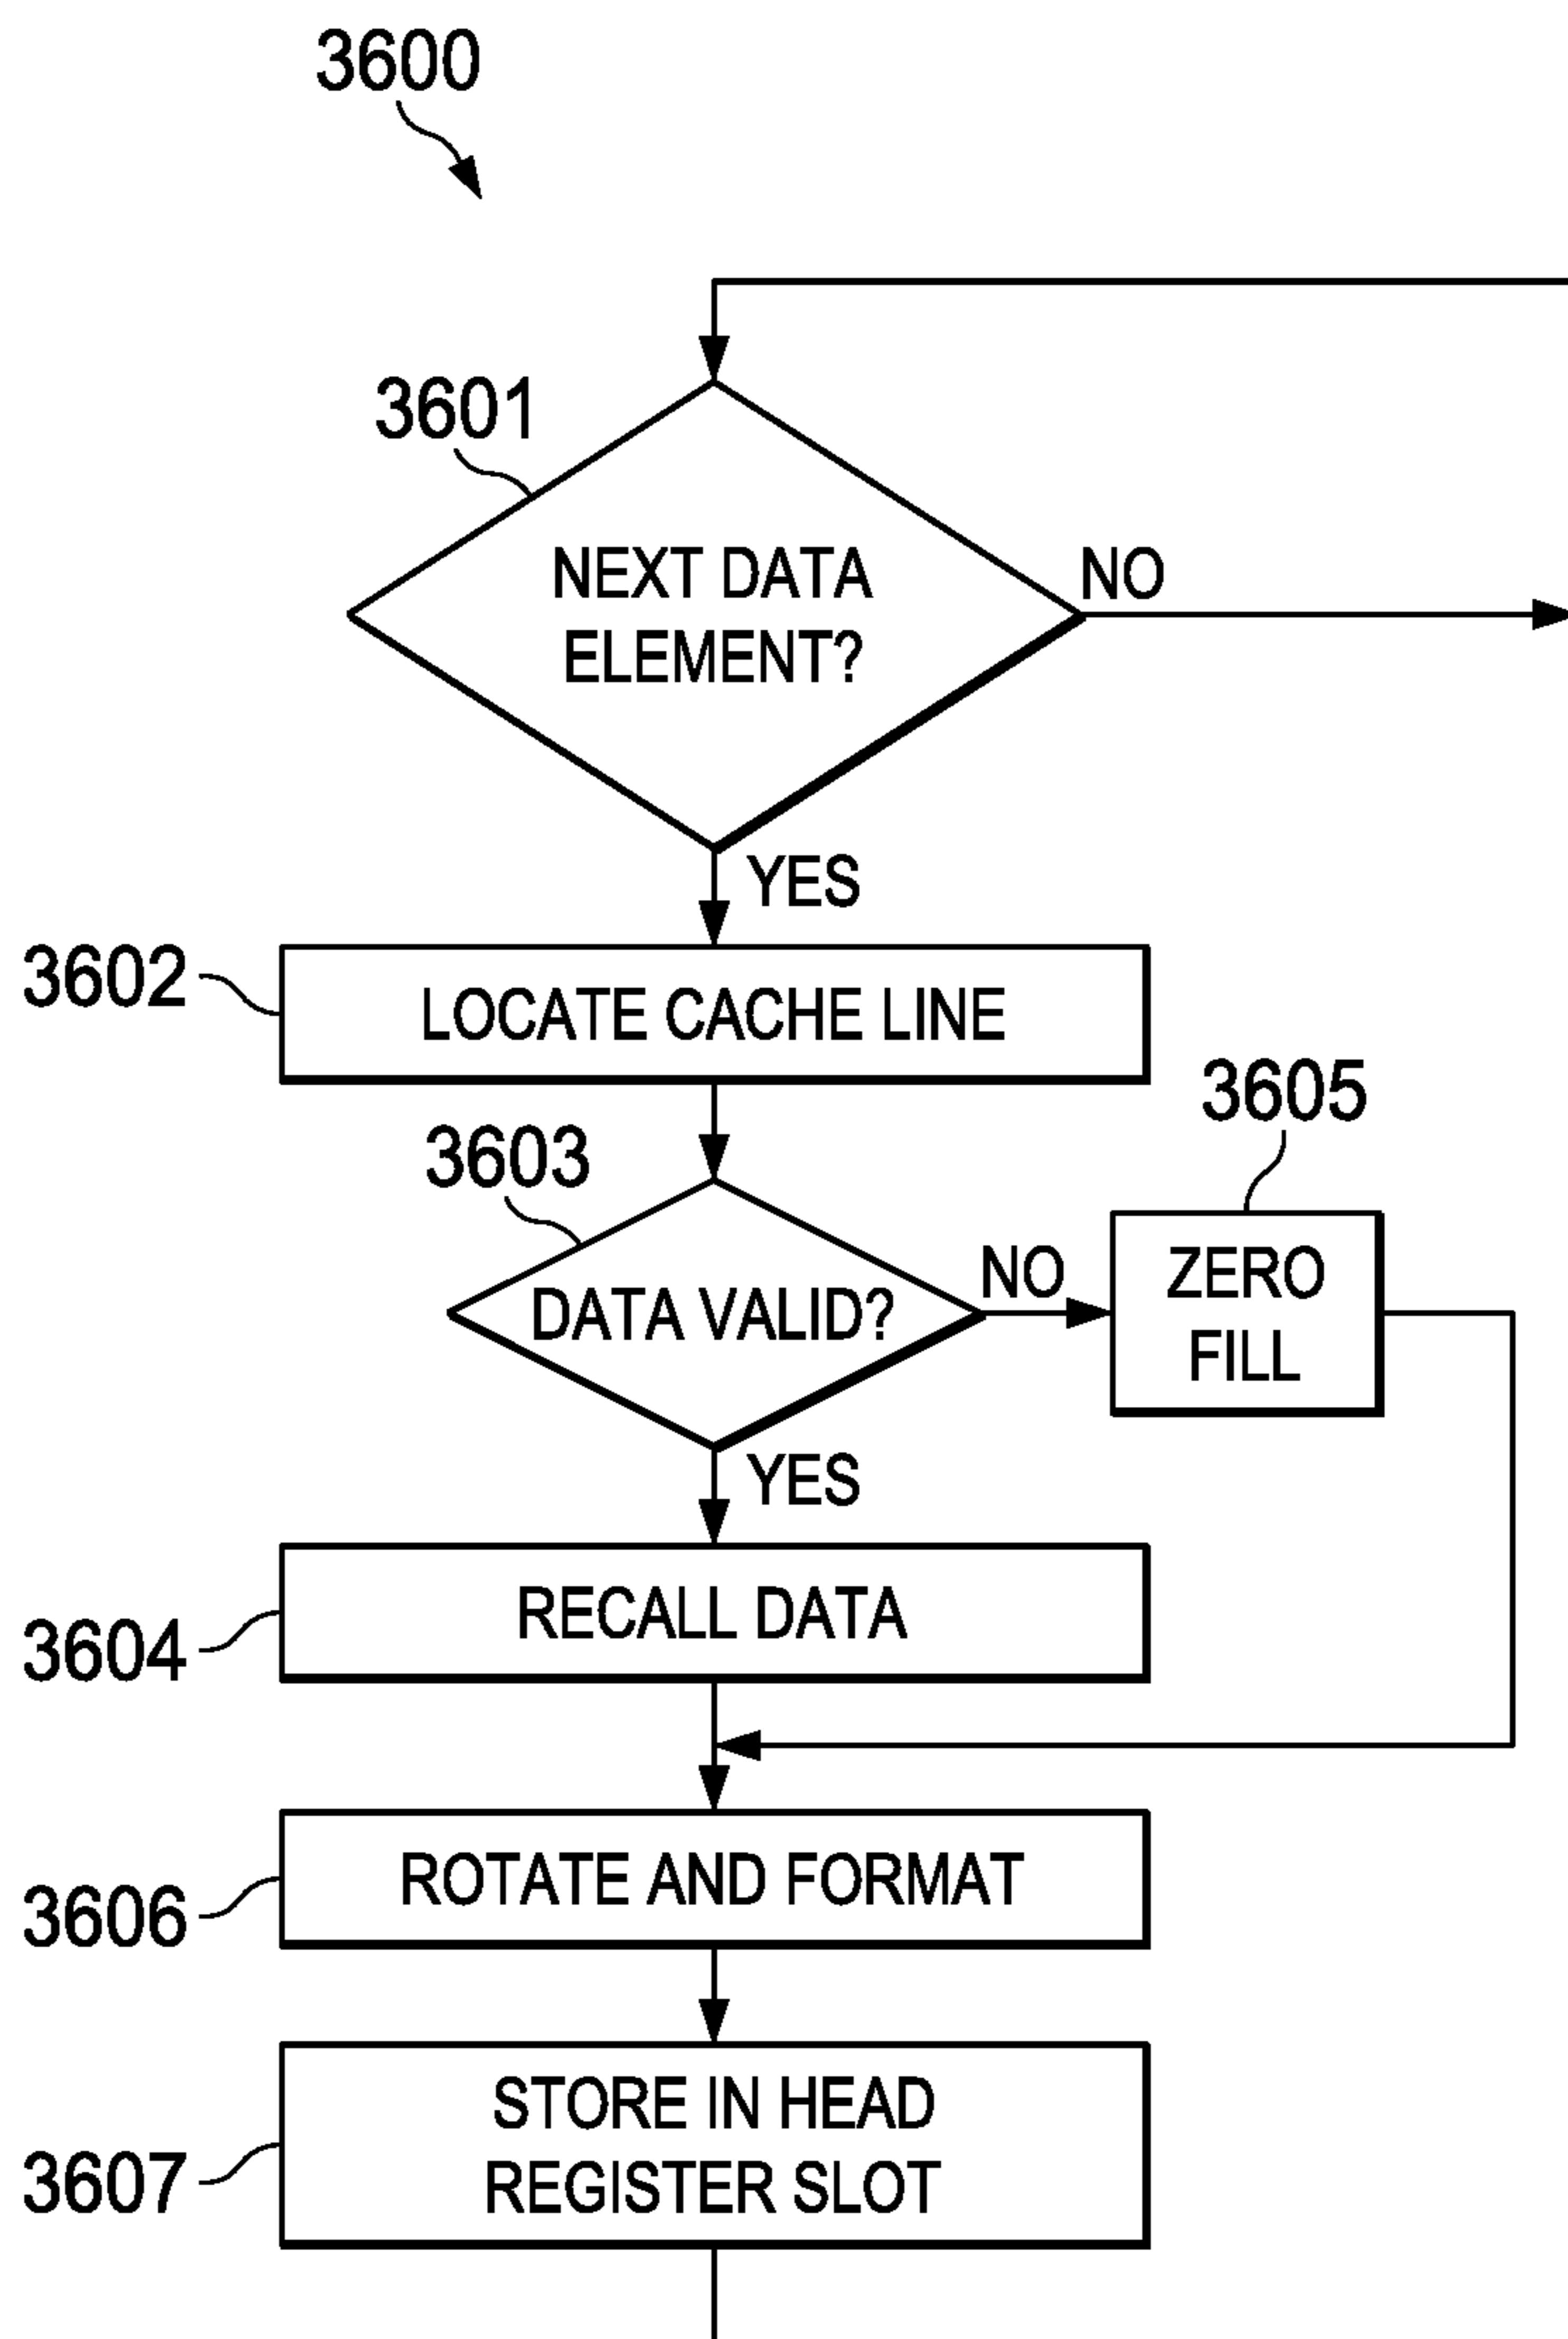 3600
3601
NEXT DATA
ELEMENT?
NO
YES
3602
LOCATE CACHE LINE
3603
DATA VALID?
NO
3605
ZERO
FILL
YES
3604
RECALL DATA
3606
ROTATE AND FORMAT
3607
STORE IN HEAD
REGISTER SLOT